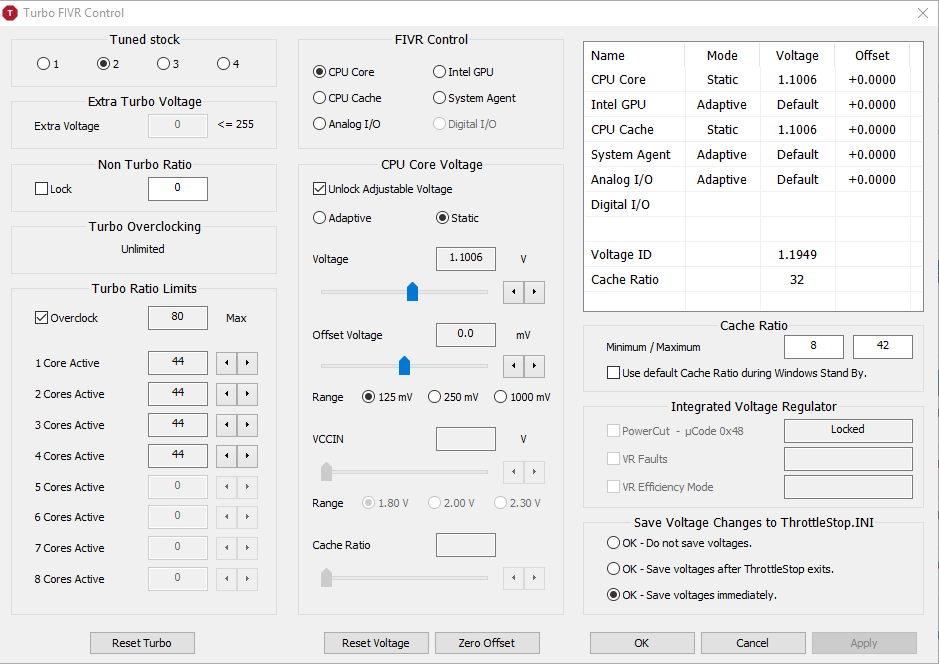 Turbo FIVR Control
Tuned stock
1 2 3 4
Extra Turbo Voltage
Extra Voltage 0 <= 255
Non Turbo Ratio
Lock 0
Turbo Overclocking
Unlimited
Turbo Ratio Limits
Overclock 80 Max
1 Core Active 44
2 Cores Active 44
3 Cores Active 44
4 Cores Active 44
5 Cores Active 0
6 Cores Active 0
7 Cores Active 0
8 Cores Active 0
Reset Turbo
FIVR Control
CPU Core Intel GPU
CPU Cache System Agent
Analog I/O Digital I/O
CPU Core Voltage
Unlock Adjustable Voltage
Adaptive Static
Voltage 1.1006 V
Offset Voltage 0.0 mV
Range 125 mV 250 mV 1000 mV
VCCIN V
Range 1.80 V 2.00 V 2.30 V
Cache Ratio
Reset Voltage Zero Offset
Name Mode Voltage Offset
CPU Core Static 1.1006 +0.0000
Intel GPU Adaptive Default +0.0000
CPU Cache Static 1.1006 +0.0000
System Agent Adaptive Default +0.0000
Analog I/O Adaptive Default +0.0000
Digital I/O
Voltage ID 1.1949
Cache Ratio 32
Cache Ratio
Minimum / Maximum 8 42
Use default Cache Ratio during Windows Stand By.
Integrated Voltage Regulator
PowerCut - µCode 0x48 Locked
VR Faults
VR Efficiency Mode
Save Voltage Changes to ThrottleStop.INI
OK - Do not save voltages.
OK - Save voltages after ThrottleStop exits.
OK - Save voltages immediately.
OK Cancel Apply